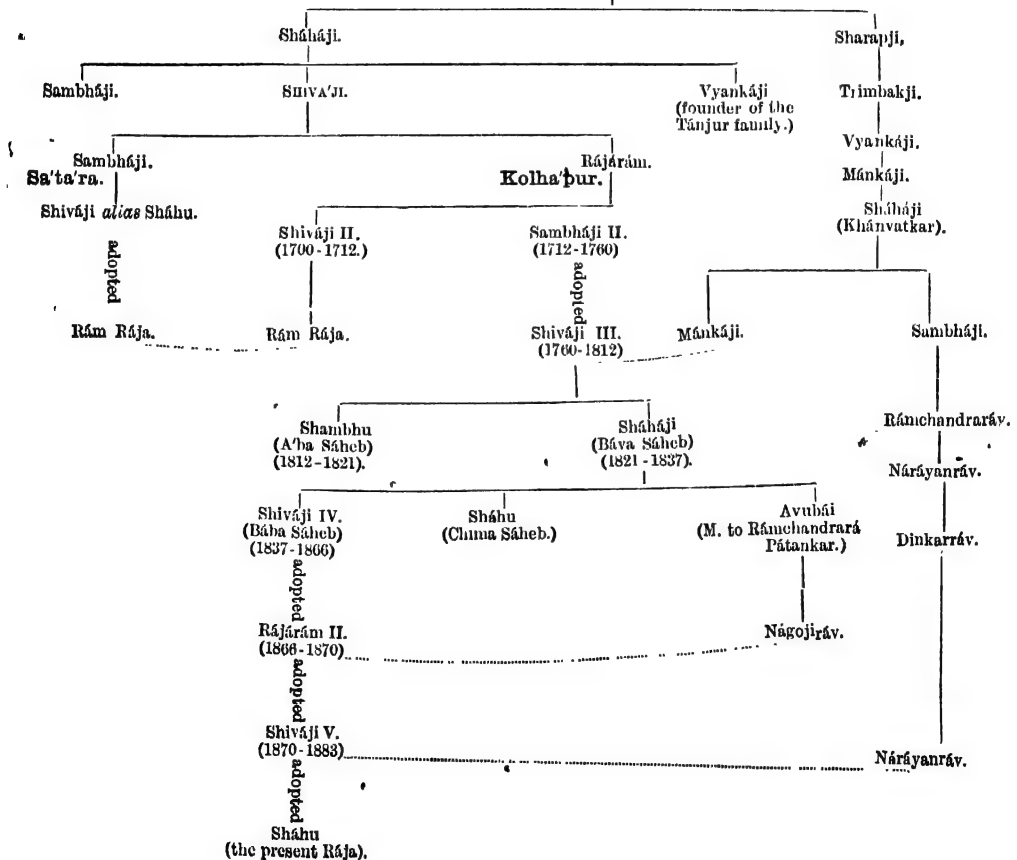 Sháháji.
Sharapji,
Sambháji.
SHIVA'JI.
Vyankáji
(founder of the
Tánjur family.)
Trimbakji.
Vyankáji.
Sambháji.
Rájárám.
Sa'ta'ra.
Kolha'pur.
Mánkáji.
Shiváji alias Sháhu.
Sháháji
(Khánvatkar).
Shiváji II.
(1700-1712.)
Sambháji II.
(1712-1760)
adopted
adopted
Rám Rája.
Rám Rája.
Shiváji III.
(1760-1812)
Mánkáji.
Sambháji.
Shambhu
(A'ba Sáheb)
(1812-1821).
Sháháji
(Báva Sáheb)
(1821-1837).
Rámchandraráv.
Náráyanráv.
Shiváji IV.
(Bába Sáheb)
(1837-1866)
Sháhu
(Chima Sáheb.)
Avubái
(M. to Rámchandrará
Pátankar.)
Dinkarráv.
adopted
Rájárám II.
(1866-1870)
Nágojiráv.
adopted
Shiváji V.
(1870-1883)
Náráyanráv.
adopted
Sháhu
(the present Rája).